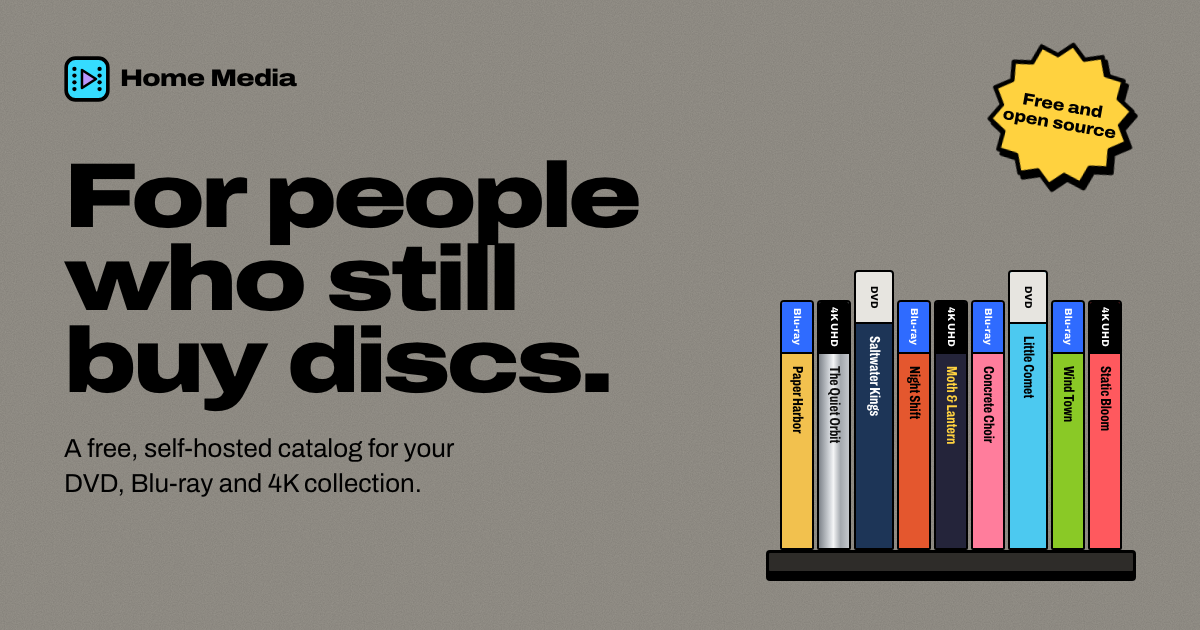 Home Media
Free and
open source
For people
who still
buy discs.
A free, self-hosted catalog for your
DVD, Blu-ray and 4K collection.
Blu-ray
Paper Harbor
4K UHD
The Quiet Orbit
DVD
Saltwater Kings
Blu-ray
Night Shift
4K UHD
Moth & Lantern
Blu-ray
Concrete Choir
DVD
Little Comet
Blu-ray
Wind Town
4K UHD
Static Bloom